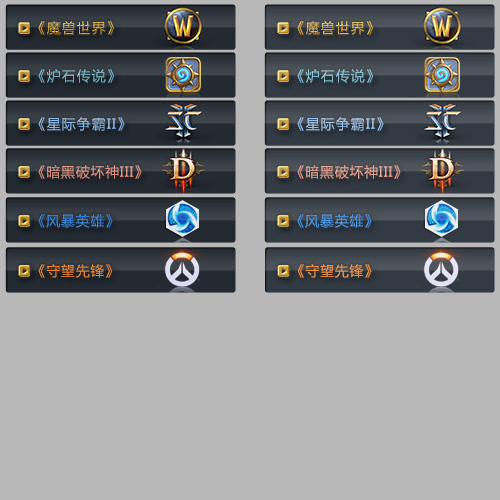 《魔兽世界》 《魔兽世界》
《炉石传说》 《炉石传说》
《星际争霸II》 《星际争霸II》
《暗黑破坏神III》 《暗黑破坏神III》
《风暴英雄》 《风暴英雄》
《守望先锋》 《守望先锋》